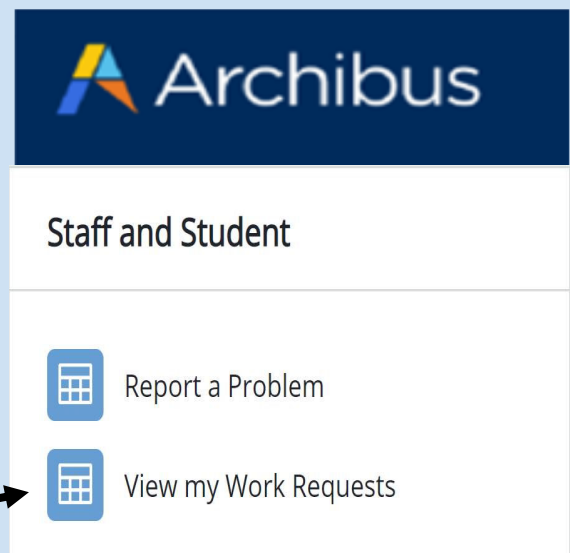 Archibus
Staff and Student
Report a Problem
View my Work Requests